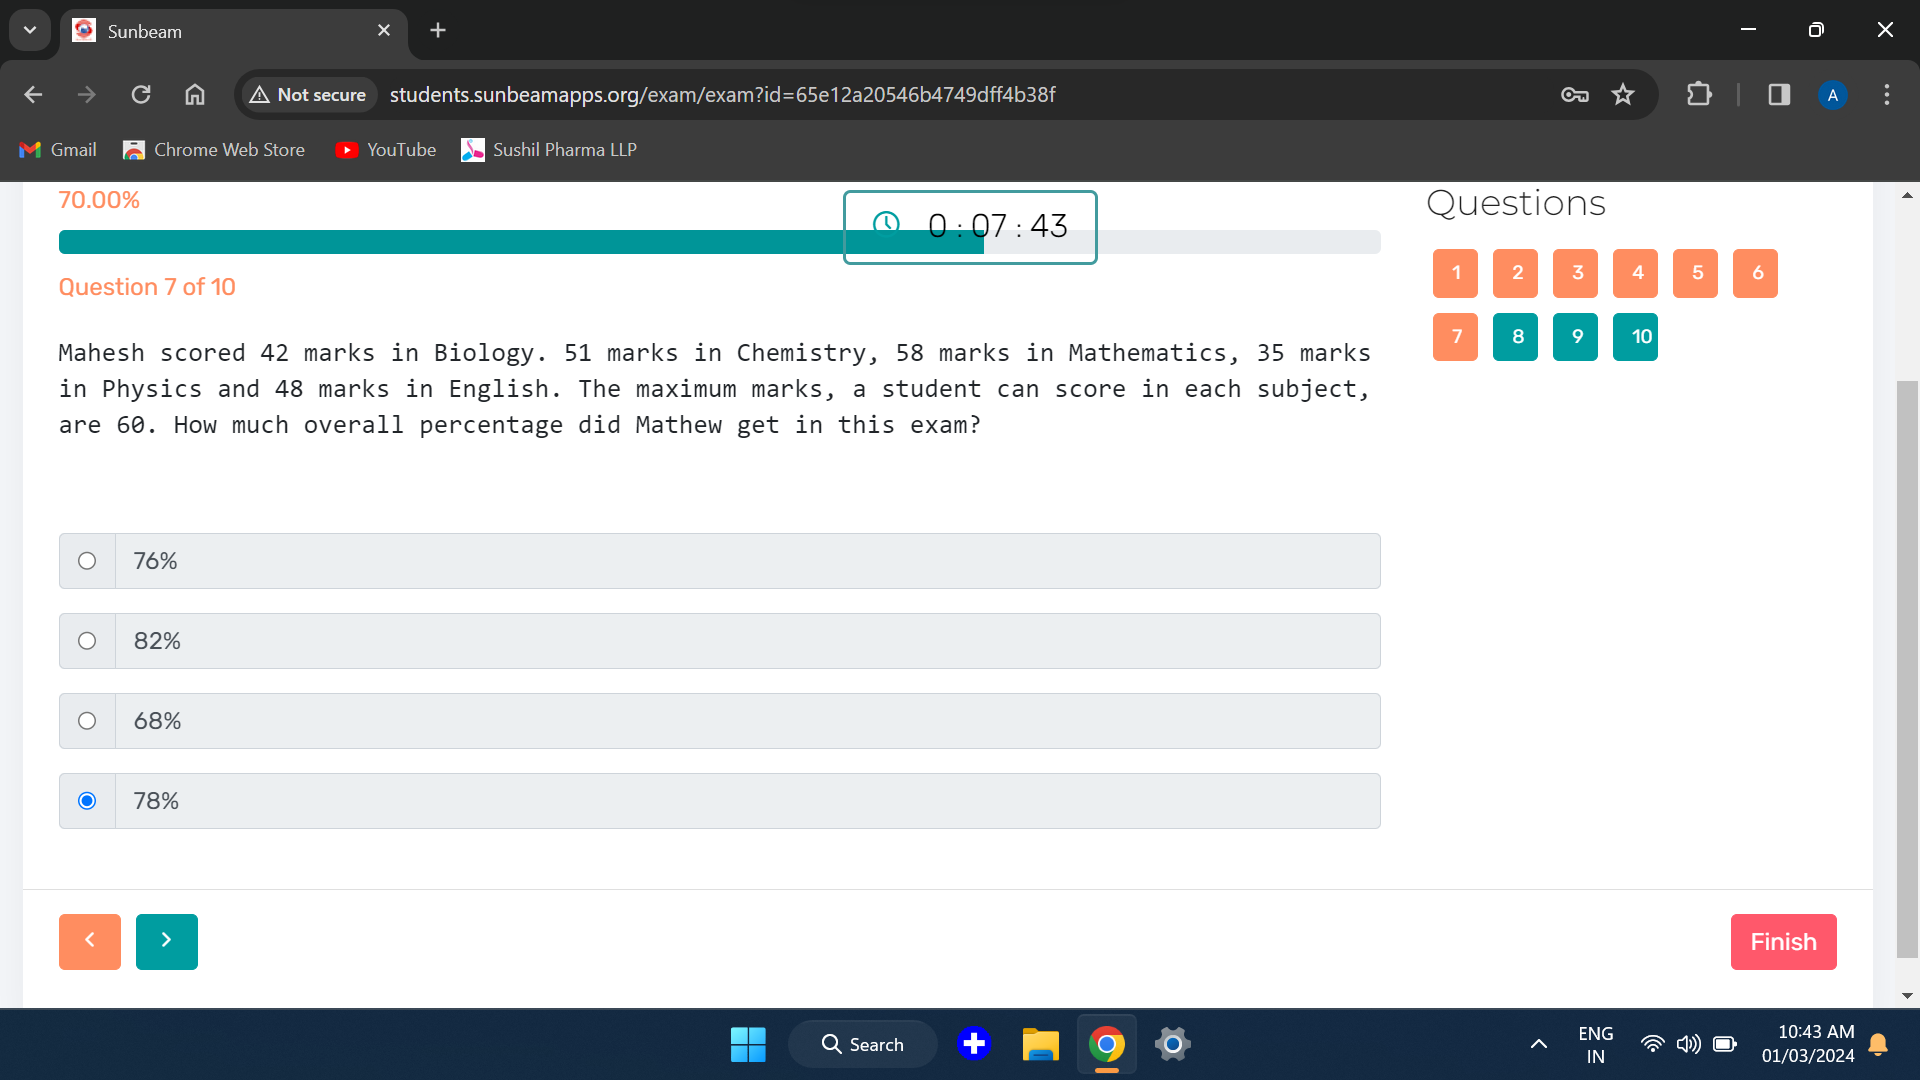 Sunbeam
Not secure students.sunbeamapps.org/exam/exam?id=65e12a20546b4749dff4b38f
A
Gmail Chrome Web Store YouTube Sushil Pharma LLP
70.00%
0 : 07 : 43
Question 7 of 10
Mahesh scored 42 marks in Biology. 51 marks in Chemistry, 58 marks in Mathematics, 35 marks
in Physics and 48 marks in English. The maximum marks, a student can score in each subject,
are 60. How much overall percentage did Mathew get in this exam?
76%
82%
68%
78%
Finish
Questions
1 2 3 4 5 6
7 8 9 10
Search
ENG
IN
10:43 AM
01/03/2024